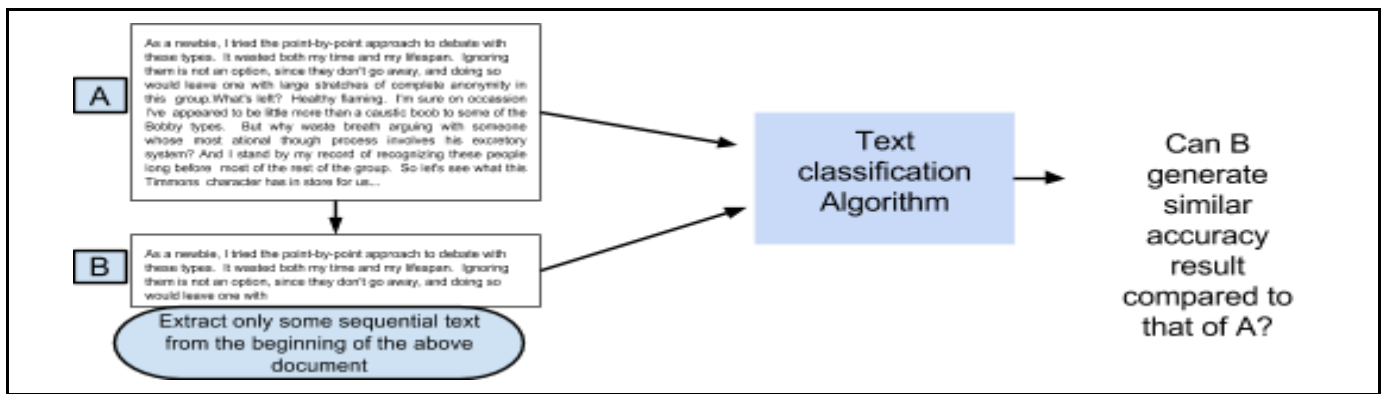 A
As a newbie, I tried the point-by-point approach to debate with
these types. It wasted both my time and my lifespan. Ignoring
them is not an option, since they don't go away, and doing so
would leave one with large stretches of complete anonymity in
this group.What's left? Healthy flaming. I'm sure on occassion
I've appeared to be little more than a caustic boob to some of the
Bobby types. But why waste breath arguing with someone
whose most ational though process involves his excretory
system? And I stand by my record of recognizing these people
long before most of the rest of the group. So let's see what this
Timmons character has in store for us...
B
As a newbie, I tried the point-by-point approach to debate with
these types. It wasted both my time and my lifespan. Ignoring
them is not an option, since they don't go away, and doing so
would leave one with
Extract only some sequential text
from the beginning of the above
document
Text
classification
Algorithm
Can B
generate
similar
accuracy
result
compared to
that of A?